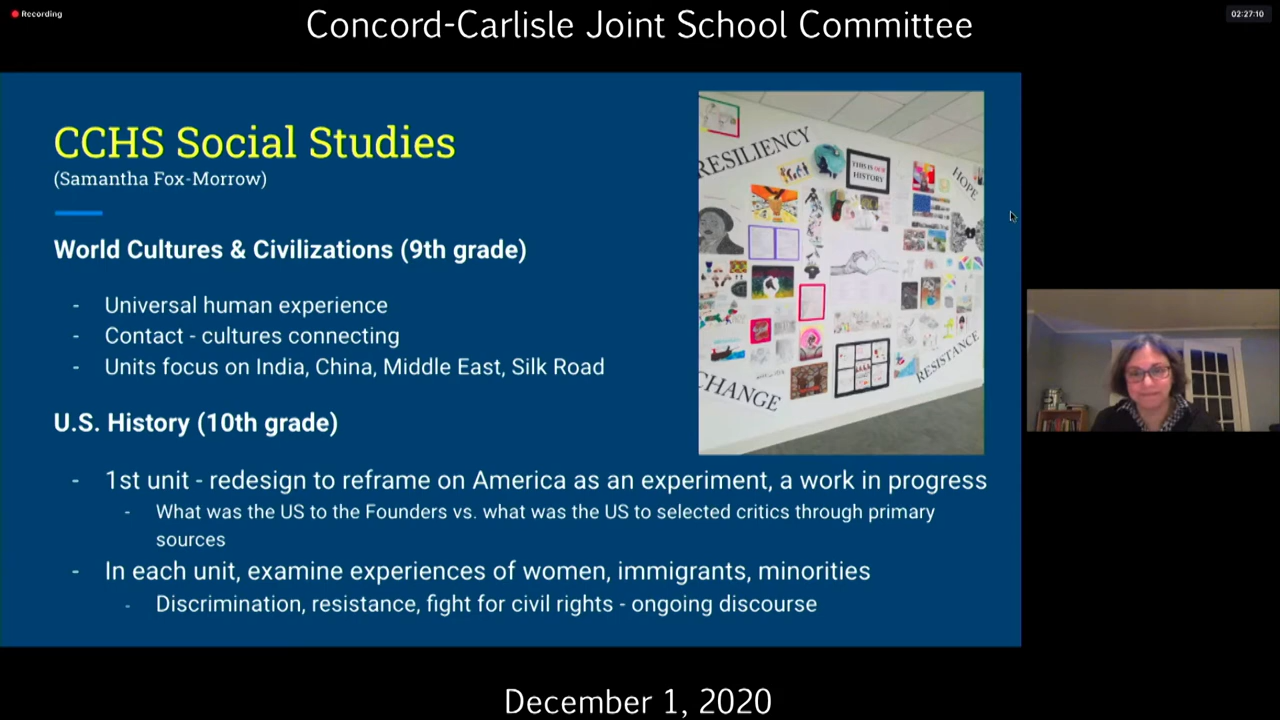 Recording
02:27:10
Concord-Carlisle Joint School Committee
CCHS Social Studies
(Samantha Fox-Morrow)
World Cultures & Civilizations (9th grade)
- Universal human experience
- Contact - cultures connecting
- Units focus on India, China, Middle East, Silk Road
U.S. History (10th grade)
- 1st unit - redesign to reframe on America as an experiment, a work in progress
- What was the US to the Founders vs. what was the US to selected critics through primary
sources
- In each unit, examine experiences of women, immigrants, minorities
- Discrimination, resistance, fight for civil rights - ongoing discourse
RESILIENCY
THIS IS OUR
HISTORY
HOPE
RESISTANCE
CHANGE
December 1, 2020